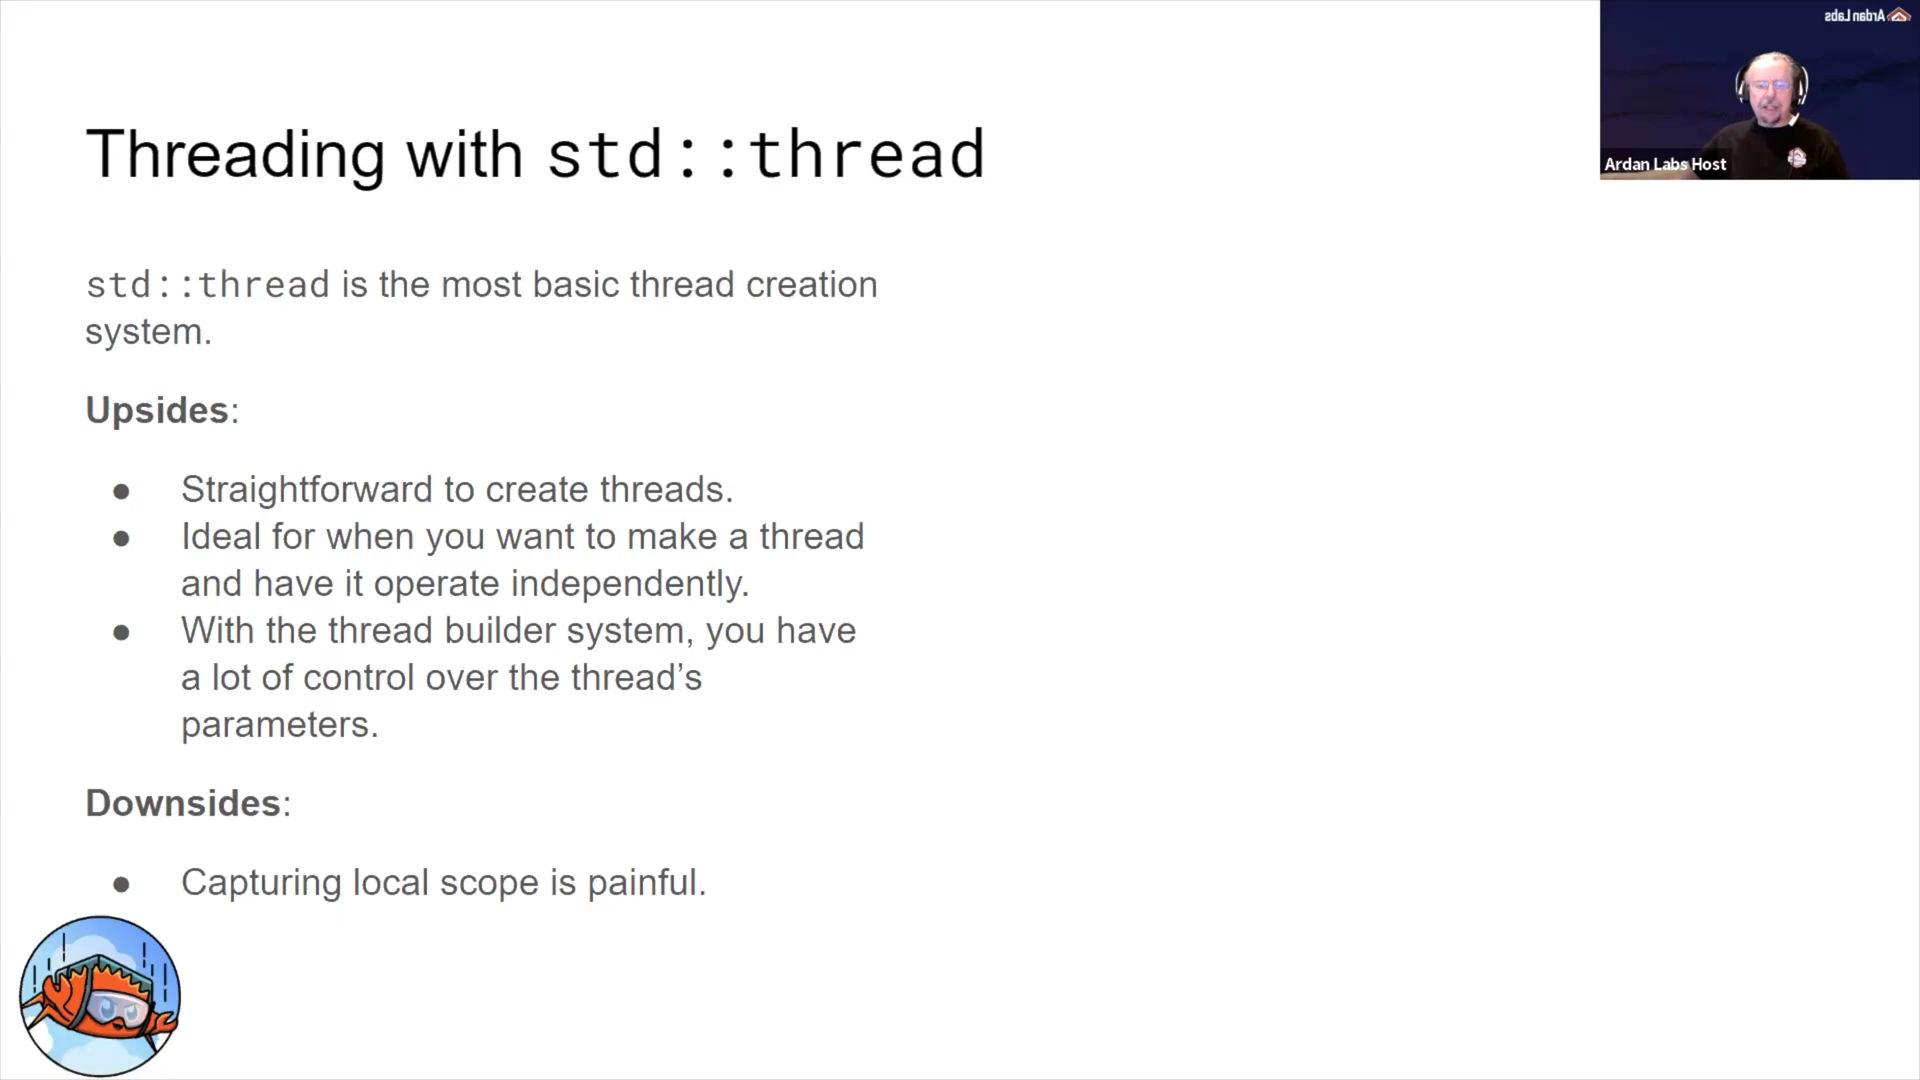 Ardan Labs
Ardan Labs Host
Threading with std::thread
std::thread is the most basic thread creation
system.
Upsides:
● Straightforward to create threads.
● Ideal for when you want to make a thread
and have it operate independently.
● With the thread builder system, you have
a lot of control over the thread’s
parameters.
Downsides:
● Capturing local scope is painful.